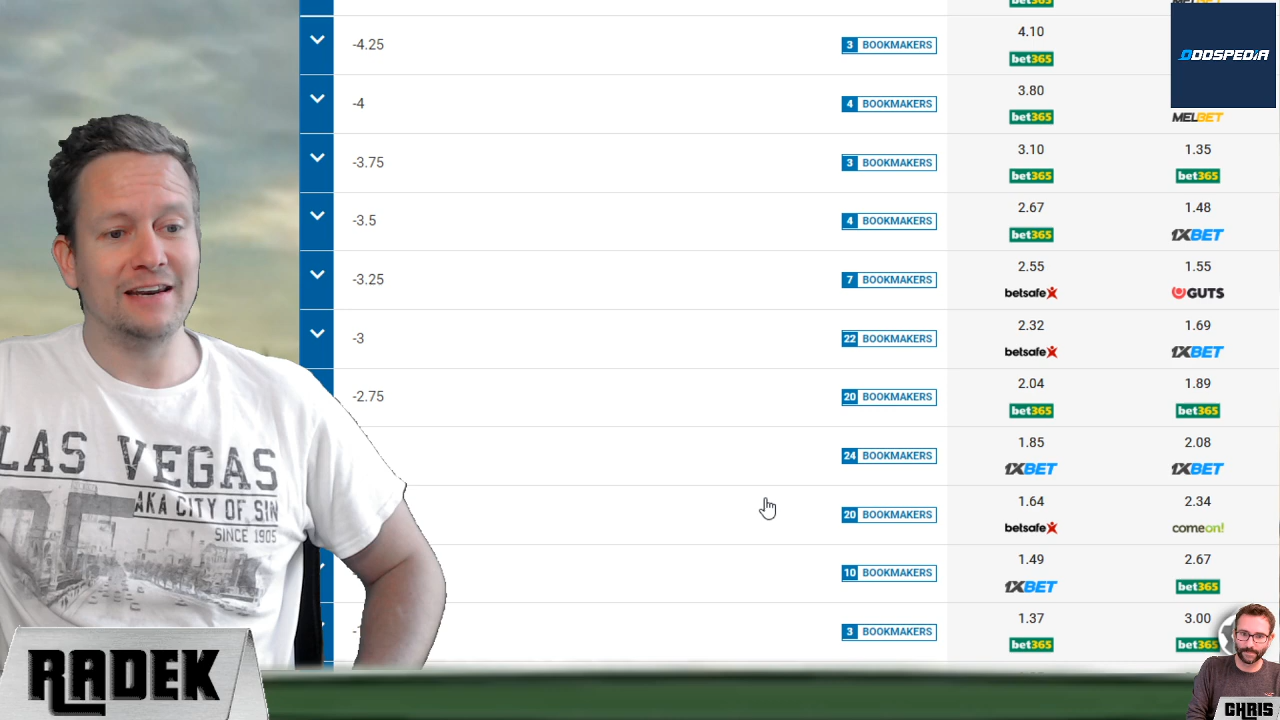 bet365
-4.25
3 BOOKMAKERS
4.10
bet365
ODDSPEDIA
-4
4 BOOKMAKERS
3.80
bet365
MELBET
-3.75
3 BOOKMAKERS
3.10
1.35
bet365
bet365
-3.5
4 BOOKMAKERS
2.67
1.48
bet365
1XBET
-3.25
7 BOOKMAKERS
2.55
1.55
betsafe
GUTS
-3
22 BOOKMAKERS
2.32
1.69
betsafe
1XBET
-2.75
20 BOOKMAKERS
2.04
1.89
bet365
bet365
24 BOOKMAKERS
1.85
2.08
1XBET
1XBET
20 BOOKMAKERS
1.64
2.34
betsafe
comeon!
10 BOOKMAKERS
1.49
2.67
1XBET
bet365
3 BOOKMAKERS
1.37
3.00
bet365
bet365
LAS VEGAS
AKA CITY OF SIN
SINCE 1905
RADEK
CHRIS